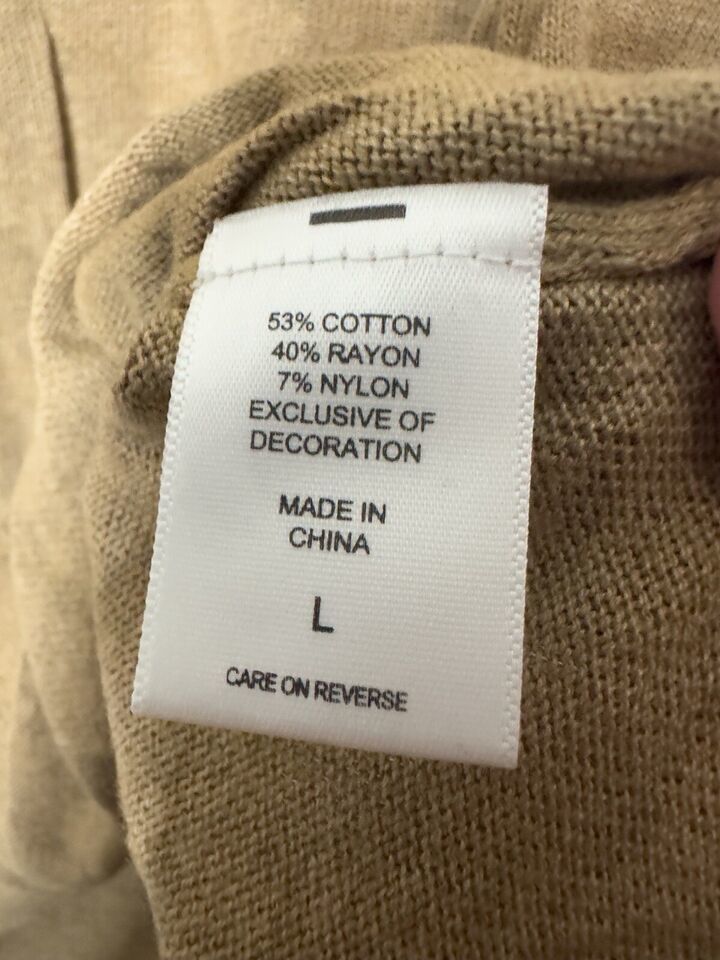 53% COTTON
40% RAYON
7% NYLON
EXCLUSIVE OF
DECORATION
MADE IN
CHINA
L
CARE ON REVERSE